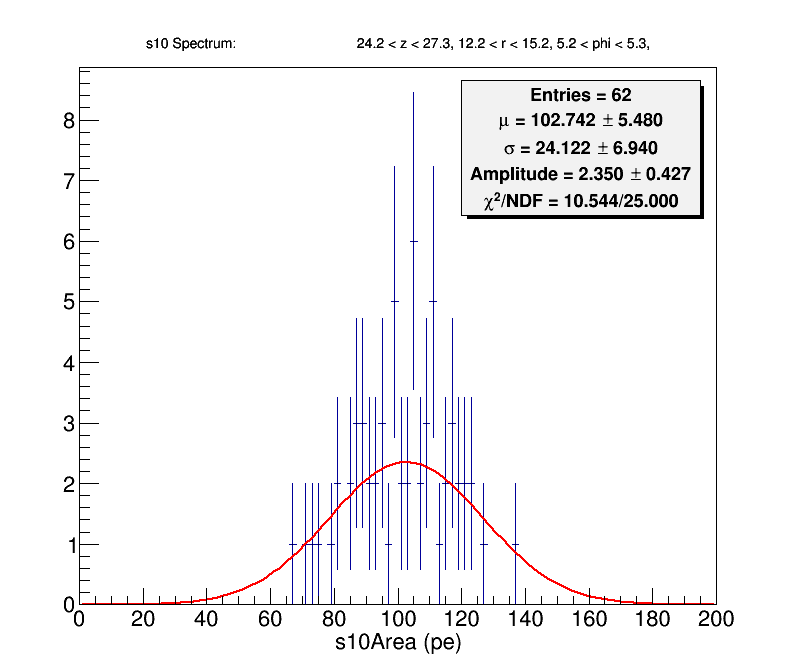 s10 Spectrum: 24.2 < z < 27.3, 12.2 < r < 15.2, 5.2 < phi < 5.3,
Entries = 62
μ = 102.742 ± 5.480
σ = 24.122 ± 6.940
Amplitude = 2.350 ± 0.427
χ²/NDF = 10.544/25.000
8
7
6
5
4
3
2
1
0
0 20 40 60 80 100 120 140 160 180 200
s10Area (pe)